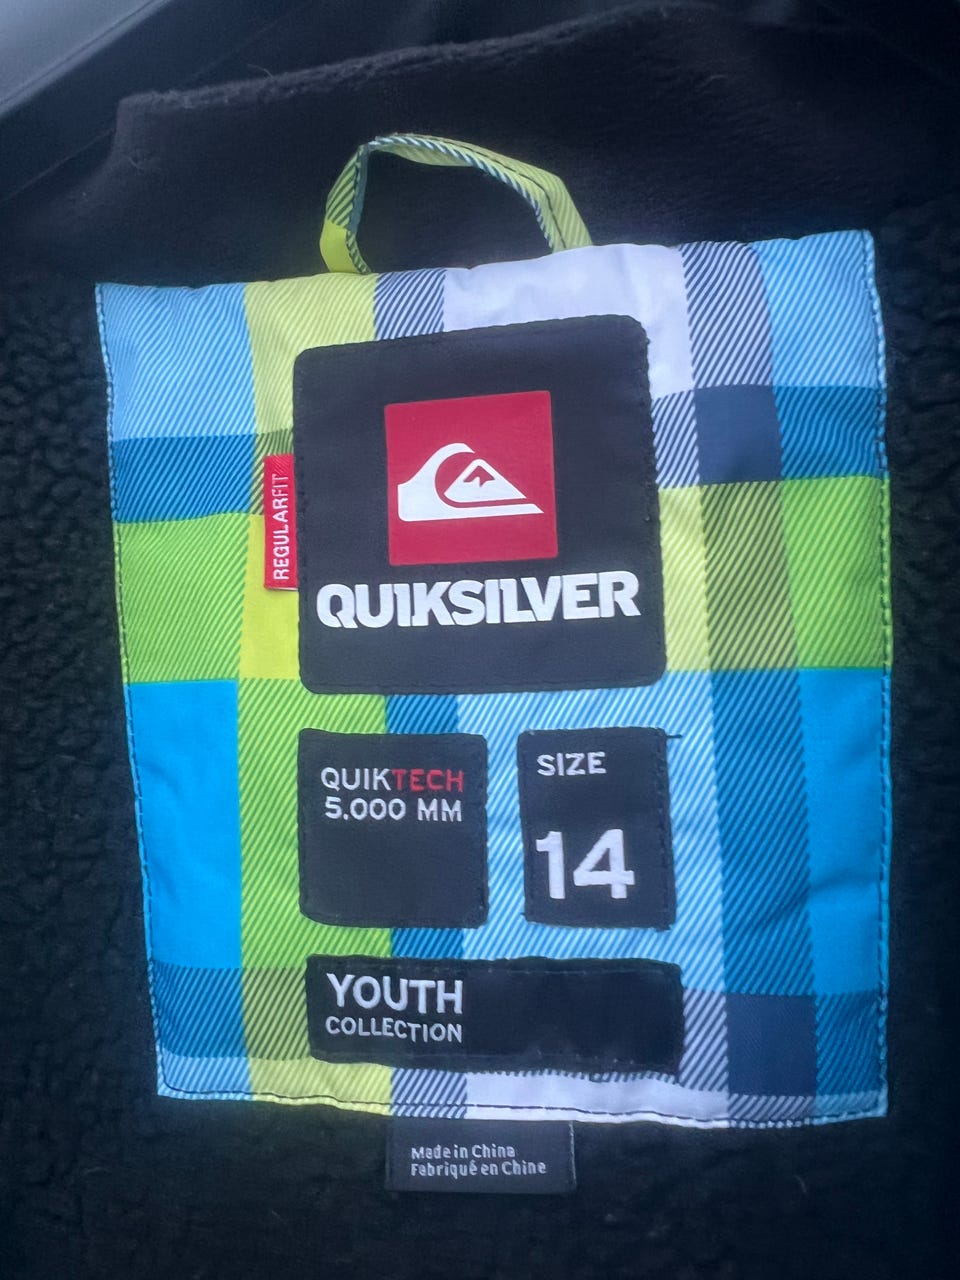 REGULARFIT
QUIKSILVER
QUIKTECH
5.000 MM
SIZE
14
YOUTH
COLLECTION
Made in China
Fabriqué en Chine